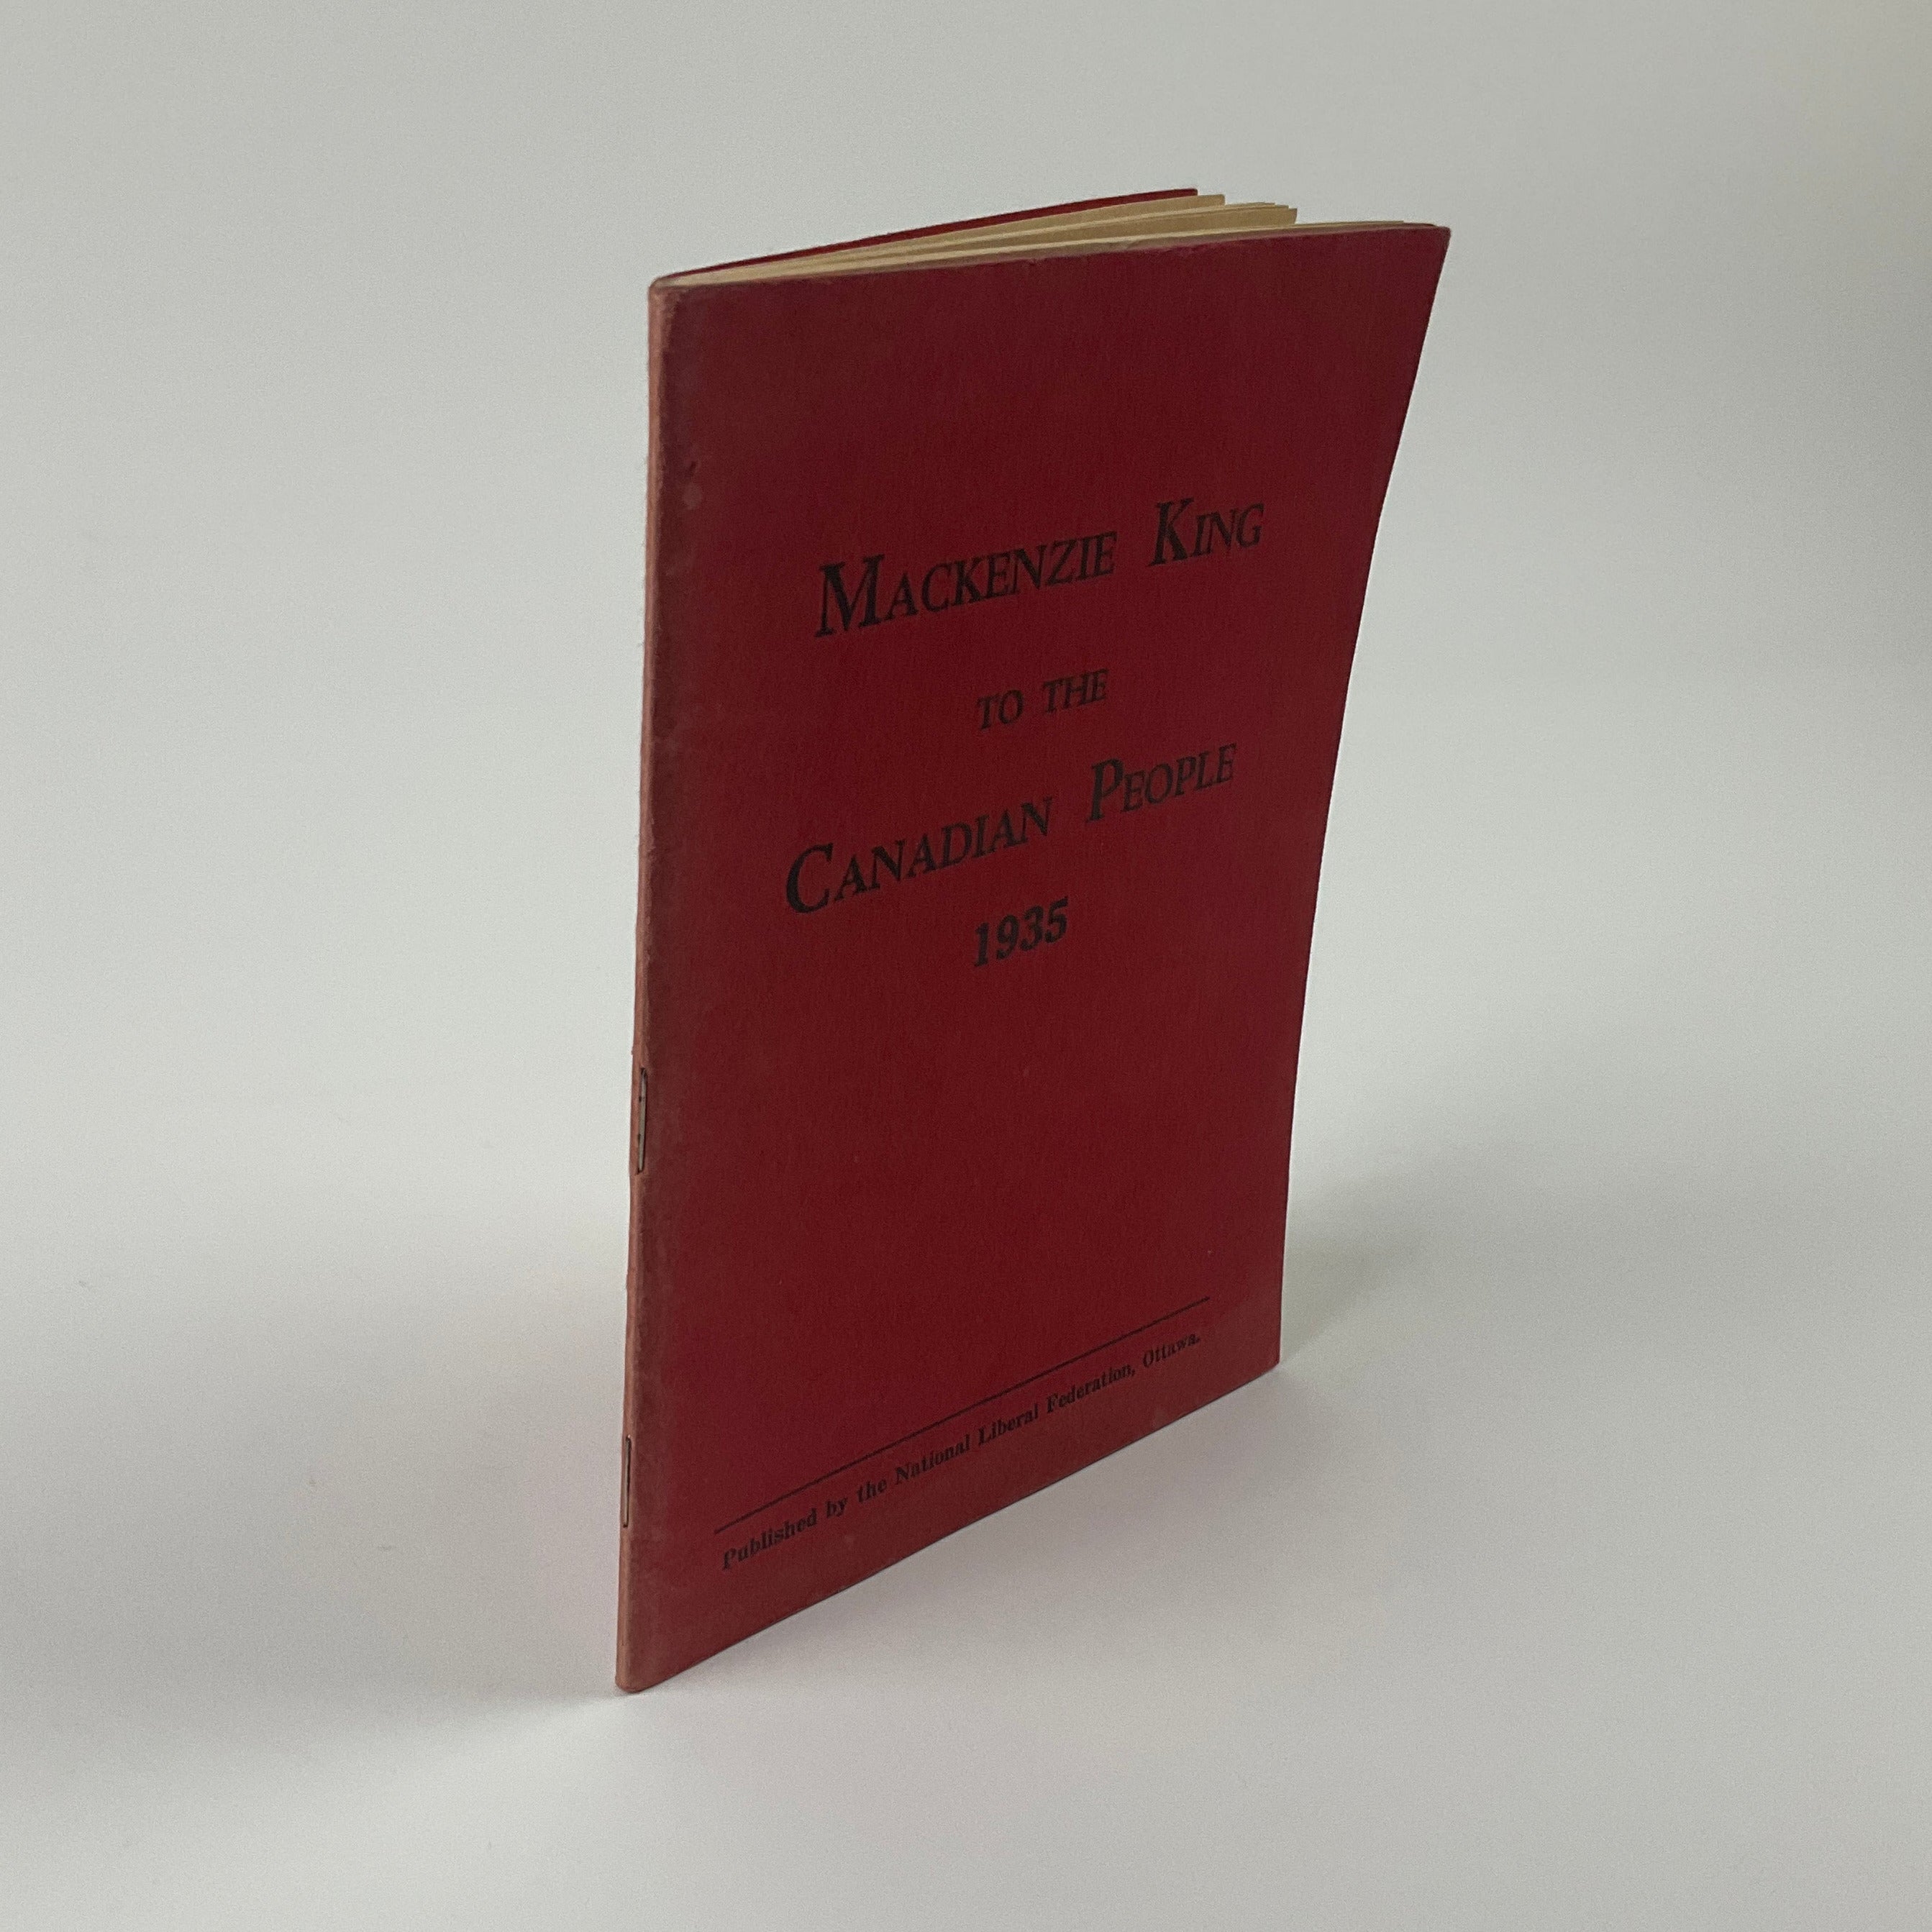 MACKENZIE KING
TO THE
CANADIAN PEOPLE
1935
Published by the National Liberal Federation, Ottawa.